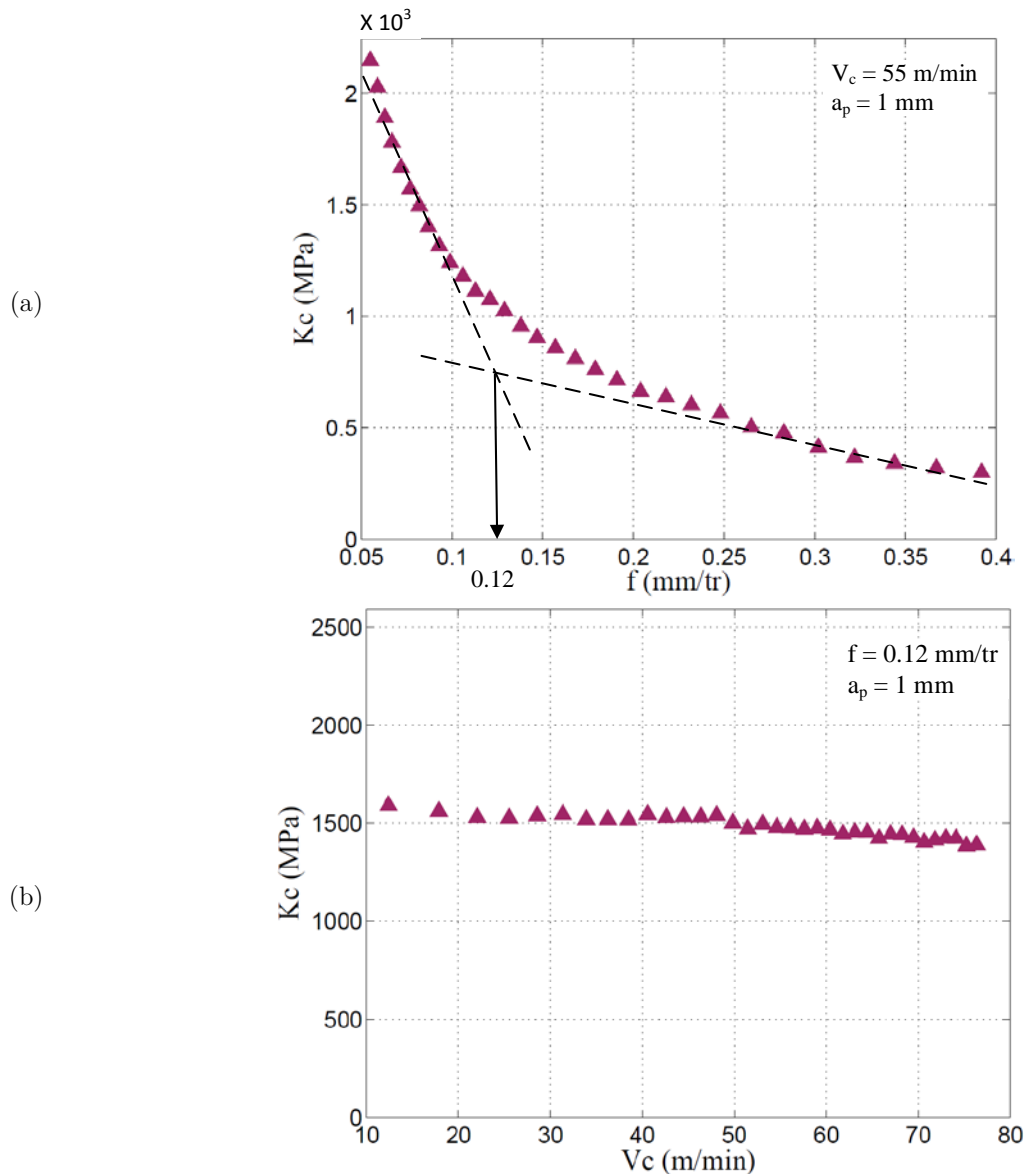 X 10³
2
1.5
1
0.5
0
Kc (MPa)
V_c = 55 m/min
a_p = 1 mm
(a)
0.05 0.1 0.15 0.2 0.25 0.3 0.35 0.4
0.12
f (mm/tr)
2500
2000
1500
1000
500
0
Kc (MPa)
f = 0.12 mm/tr
a_p = 1 mm
(b)
10 20 30 40 50 60 70 80
Vc (m/min)